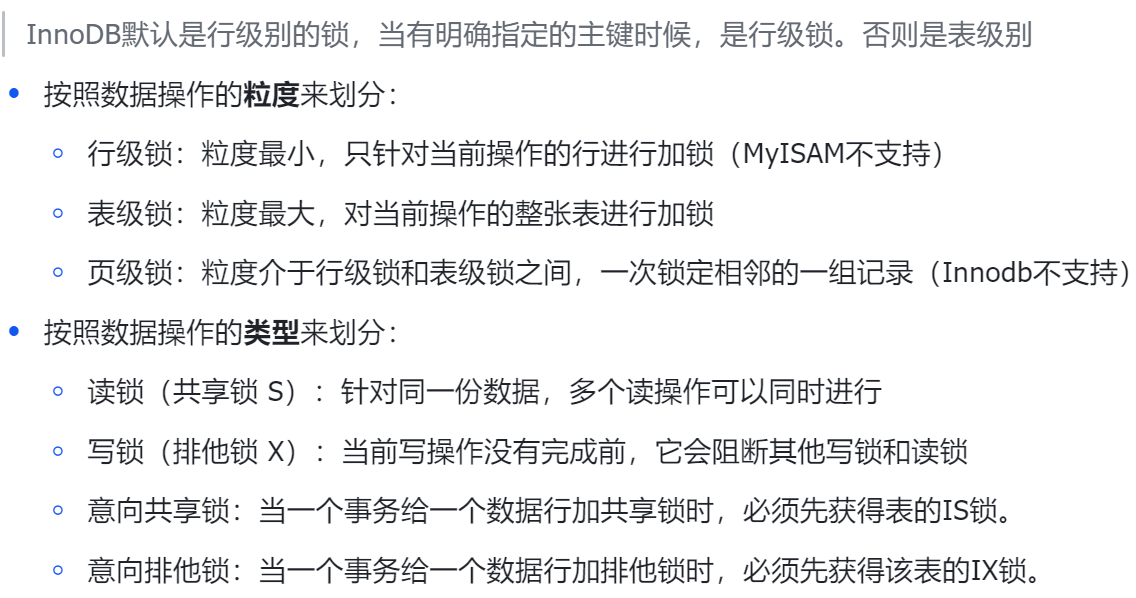 InnoDB默认是行级别的锁，当有明确指定的主键时候，是行级锁。否则是表级别
按照数据操作的粒度来划分：
行级锁：粒度最小，只针对当前操作的行进行加锁（MyISAM不支持）
表级锁：粒度最大，对当前操作的整张表进行加锁
页级锁：粒度介于行级锁和表级锁之间，一次锁定相邻的一组记录（Innodb不支持）
按照数据操作的类型来划分：
读锁（共享锁 S）：针对同一份数据，多个读操作可以同时进行
写锁（排他锁 X）：当前写操作没有完成前，它会阻断其他写锁和读锁
意向共享锁：当一个事务给一个数据行加共享锁时，必须先获得表的IS锁。
意向排他锁：当一个事务给一个数据行加排他锁时，必须先获得该表的IX锁。